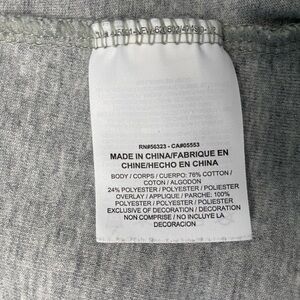 RN#56323 - CA#05553
MADE IN CHINA/FABRIQUE EN
CHINE/HECHO EN CHINA
BODY / CORPS / CUERPO: 76% COTTON /
COTON / ALGODON
24% POLYESTER / POLYESTER / POLIESTER
OVERLAY / APPLIQUE / PARCHE: 100%
POLYESTER / POLYESTER / POLIESTER
EXCLUSIVE OF DECORATION / DECORATION
NON COMPRISE / NO INCLUYE LA
DECORACION